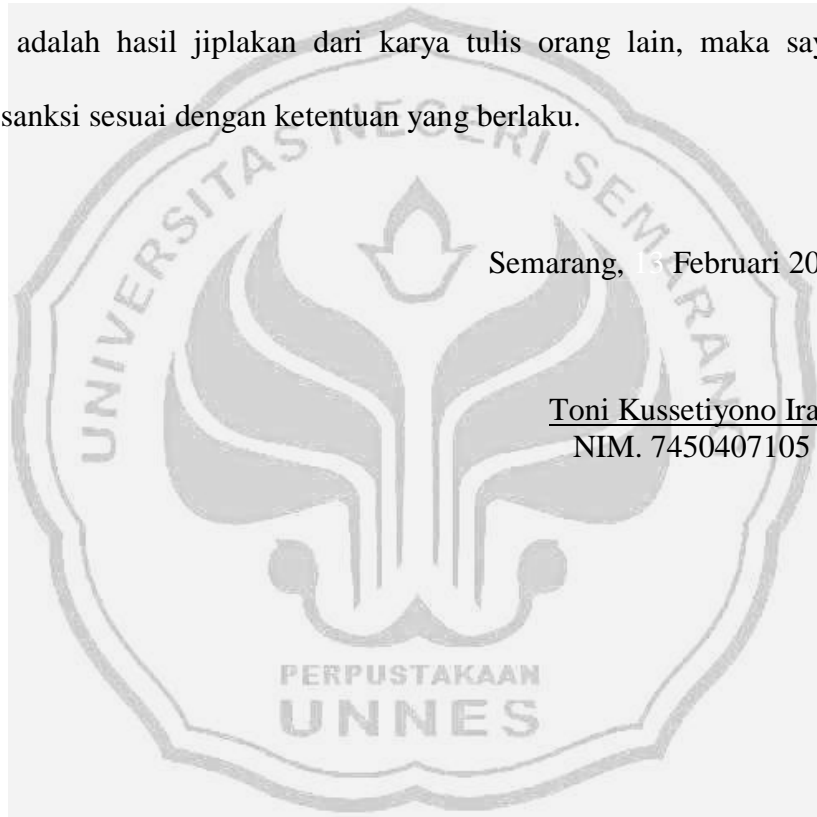 adalah hasil jiplakan dari karya tulis orang lain, maka say
sanksi sesuai dengan ketentuan yang berlaku.
Semarang, 13 Februari 20
Toni Kussetiyono Ira
NIM. 7450407105
UNIVERSITAS NEGERI SEMARANG
PERPUSTAKAAN
UNNES